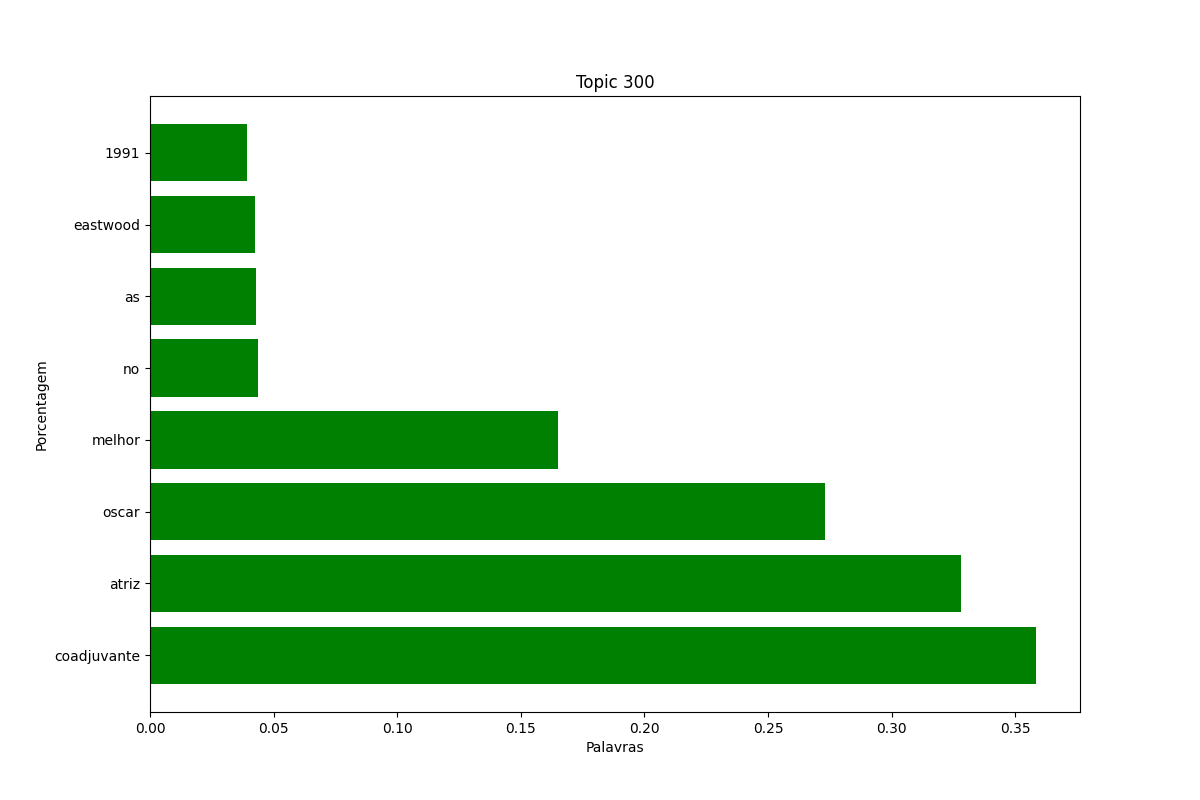 Topic 300
1991
eastwood
as
no
melhor
oscar
atriz
coadjuvante
Porcentagem
0.00 0.05 0.10 0.15 0.20 0.25 0.30 0.35
Palavras